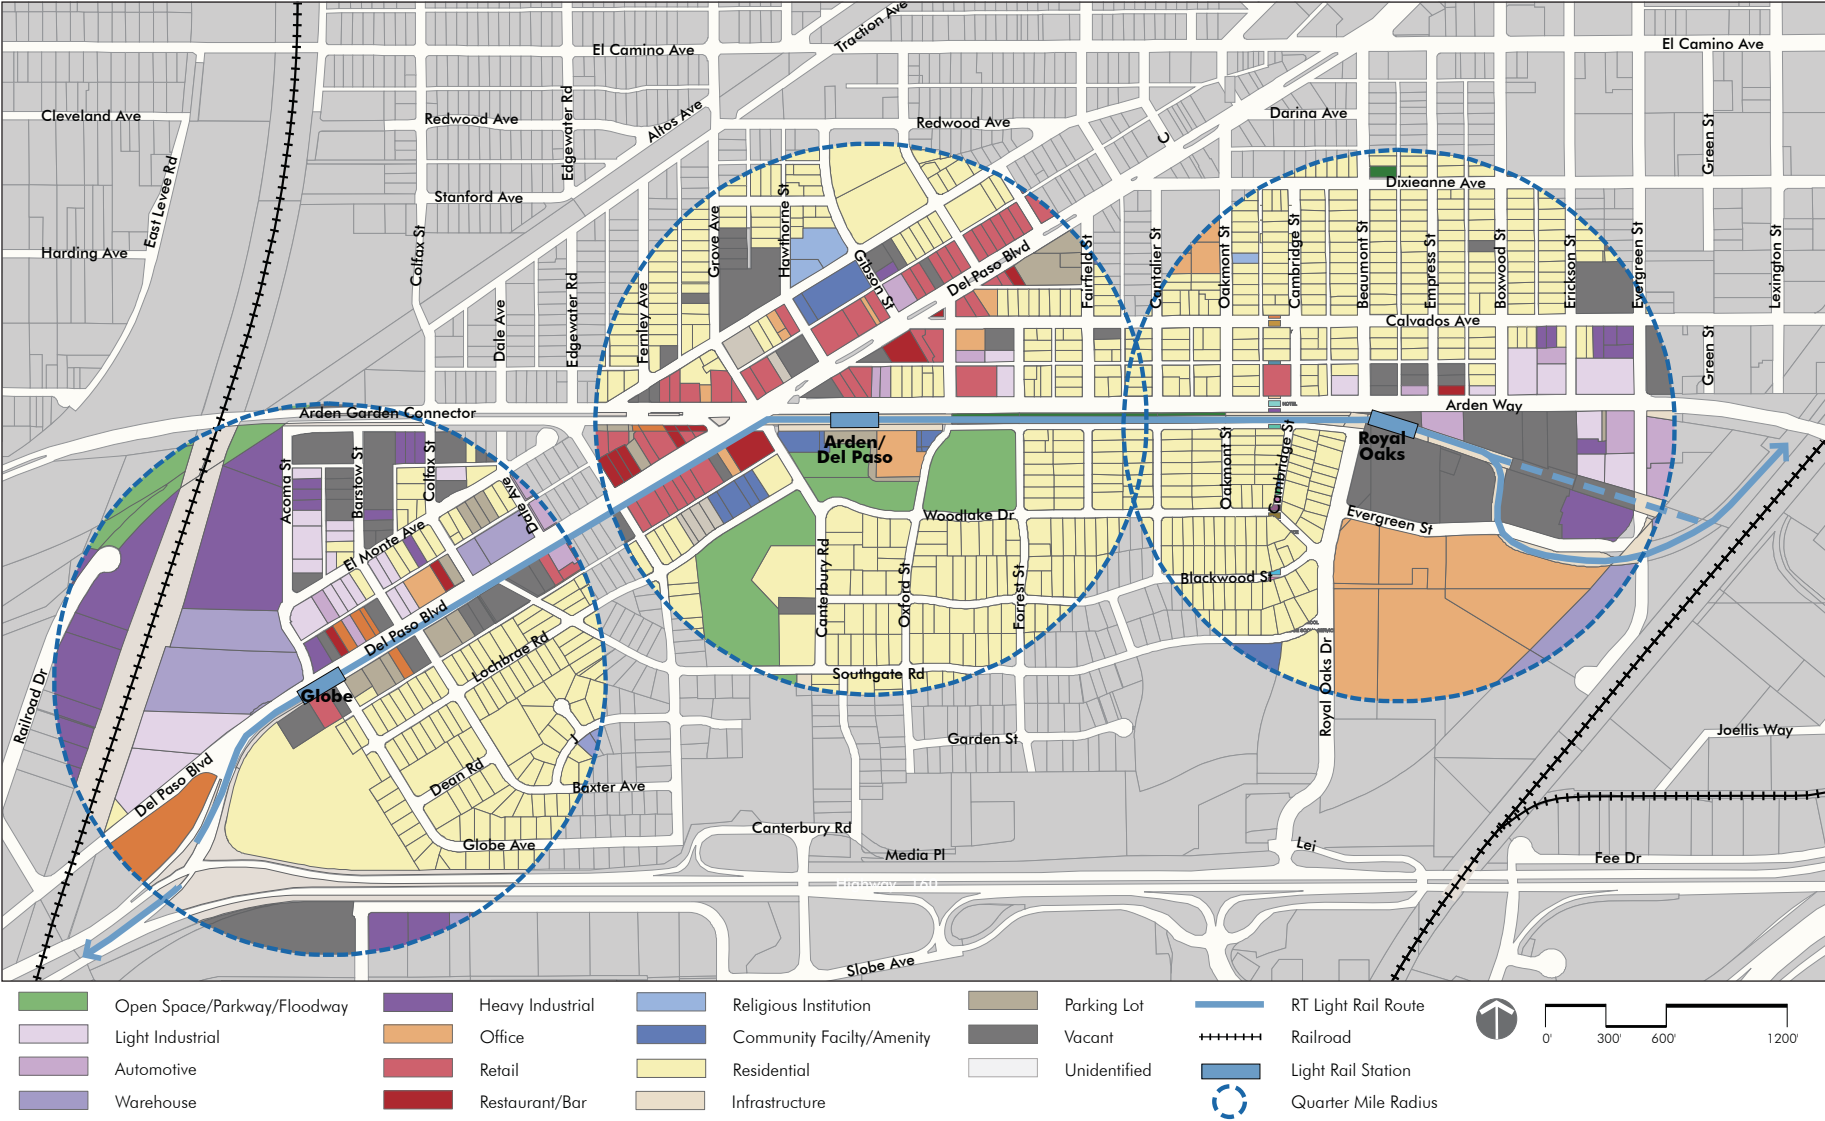 Traction Ave
El Camino Ave
El Camino Ave
Cleveland Ave
Redwood Ave
Edgewater Rd
Altos Ave
Redwood Ave
C
Darina Ave
Green St
East Levee Rd
Stanford Ave
Dixieanne Ave
Harding Ave
Colfax St
Grove Ave
Hawthorne St
Gibson St
Del Paso Blvd
Fairfield St
Cantalier St
Oakmont St
Cambridge St
Beaumont St
Empress St
Boxwood St
Erickson St
Evergreen St
Lexington St
Dale Ave
Edgewater Rd
Fernley Ave
Calvados Ave
Green St
Arden Garden Connector
Arden Way
HOTEL
Arden/
Del Paso
Royal
Oaks
Acoma St
Barstow St
Colfax St
Dale Ave
Oakmont St
Cambridge St
Woodlake Dr
Evergreen St
El Monte Ave
Canterbury Rd
Oxford St
Forrest St
Blackwood St
Del Paso Blvd
Lochbrae Rd
Southgate Rd
Royal Oaks Dr
Globe
Railroad Dr
J
Garden St
Joellis Way
Del Paso Blvd
Dean Rd
Baxter Ave
Canterbury Rd
Globe Ave
Media Pl
Lei
Fee Dr
Highway 160
Slobe Ave
Open Space/Parkway/Floodway
Light Industrial
Automotive
Warehouse
Heavy Industrial
Office
Retail
Restaurant/Bar
Religious Institution
Community Facilty/Amenity
Residential
Infrastructure
Parking Lot
Vacant
Unidentified
RT Light Rail Route
Railroad
Light Rail Station
Quarter Mile Radius
0' 300' 600' 1200'